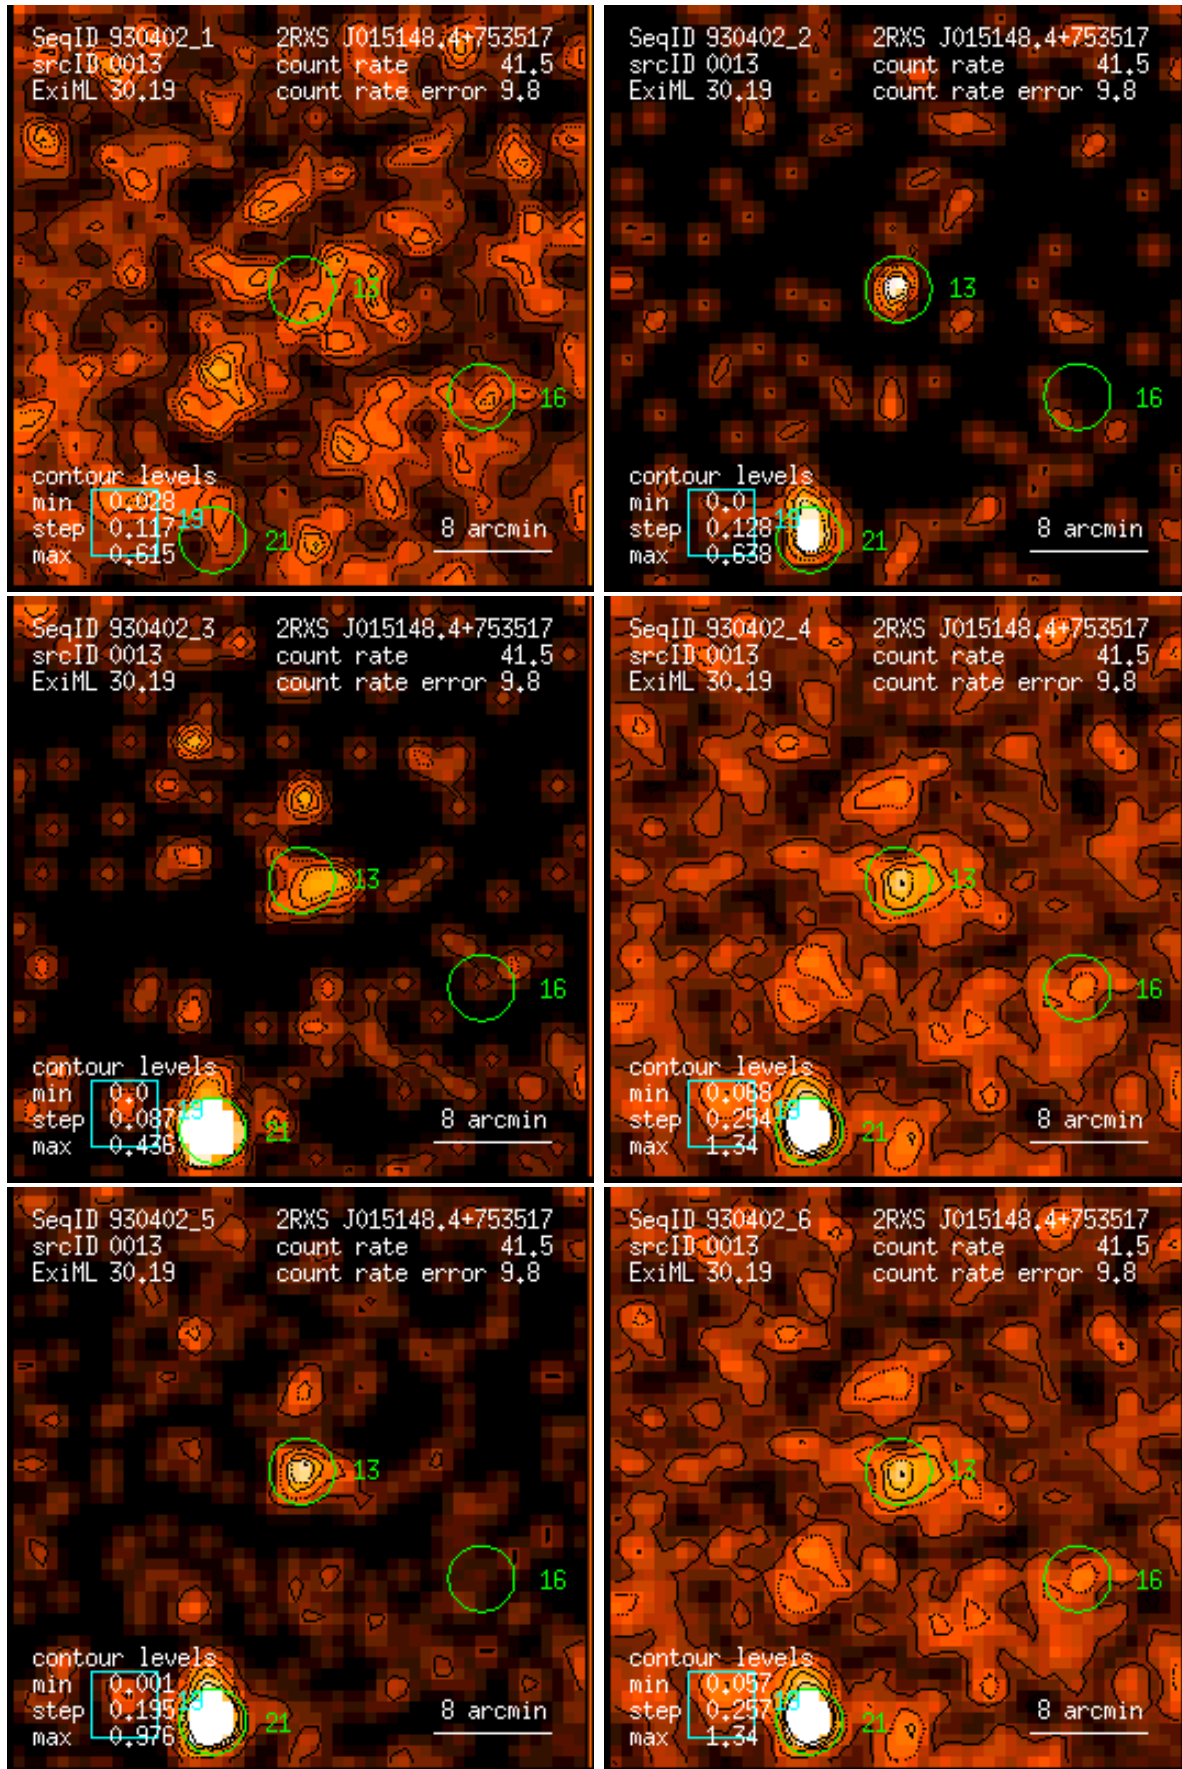 SeqID 930402_1 2RXS J015148.4+753517
srcID 0013 count rate 41.5
ExiML 30.19 count rate error 9.8
13
16
contour levels
min 0.028
step 0.117 19 21 8 arcmin
max 0.615
SeqID 930402_2 2RXS J015148.4+753517
srcID 0013 count rate 41.5
ExiML 30.19 count rate error 9.8
13
16
contour levels
min 0.0
step 0.128 19 21 8 arcmin
max 0.638
SeqID 930402_3 2RXS J015148.4+753517
srcID 0013 count rate 41.5
ExiML 30.19 count rate error 9.8
13
16
contour levels
min 0.0
step 0.087 19 21 8 arcmin
max 0.436
SeqID 930402_4 2RXS J015148.4+753517
srcID 0013 count rate 41.5
ExiML 30.19 count rate error 9.8
13
16
contour levels
min 0.068
step 0.254 19 21 8 arcmin
max 1.34
SeqID 930402_5 2RXS J015148.4+753517
srcID 0013 count rate 41.5
ExiML 30.19 count rate error 9.8
13
16
contour levels
min 0.001
step 0.195 19 21 8 arcmin
max 0.976
SeqID 930402_6 2RXS J015148.4+753517
srcID 0013 count rate 41.5
ExiML 30.19 count rate error 9.8
13
16
contour levels
min 0.057
step 0.257 19 21 8 arcmin
max 1.34